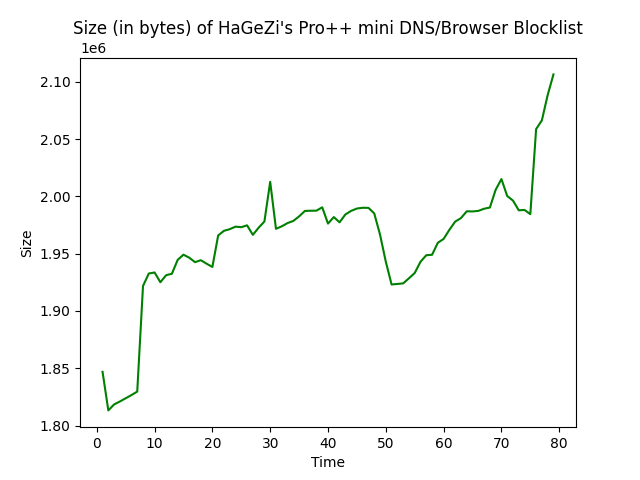 Size (in bytes) of HaGeZi's Pro++ mini DNS/Browser Blocklist
1e6
2.10
2.05
2.00
1.95
1.90
1.85
1.80
Size
0 10 20 30 40 50 60 70 80
Time